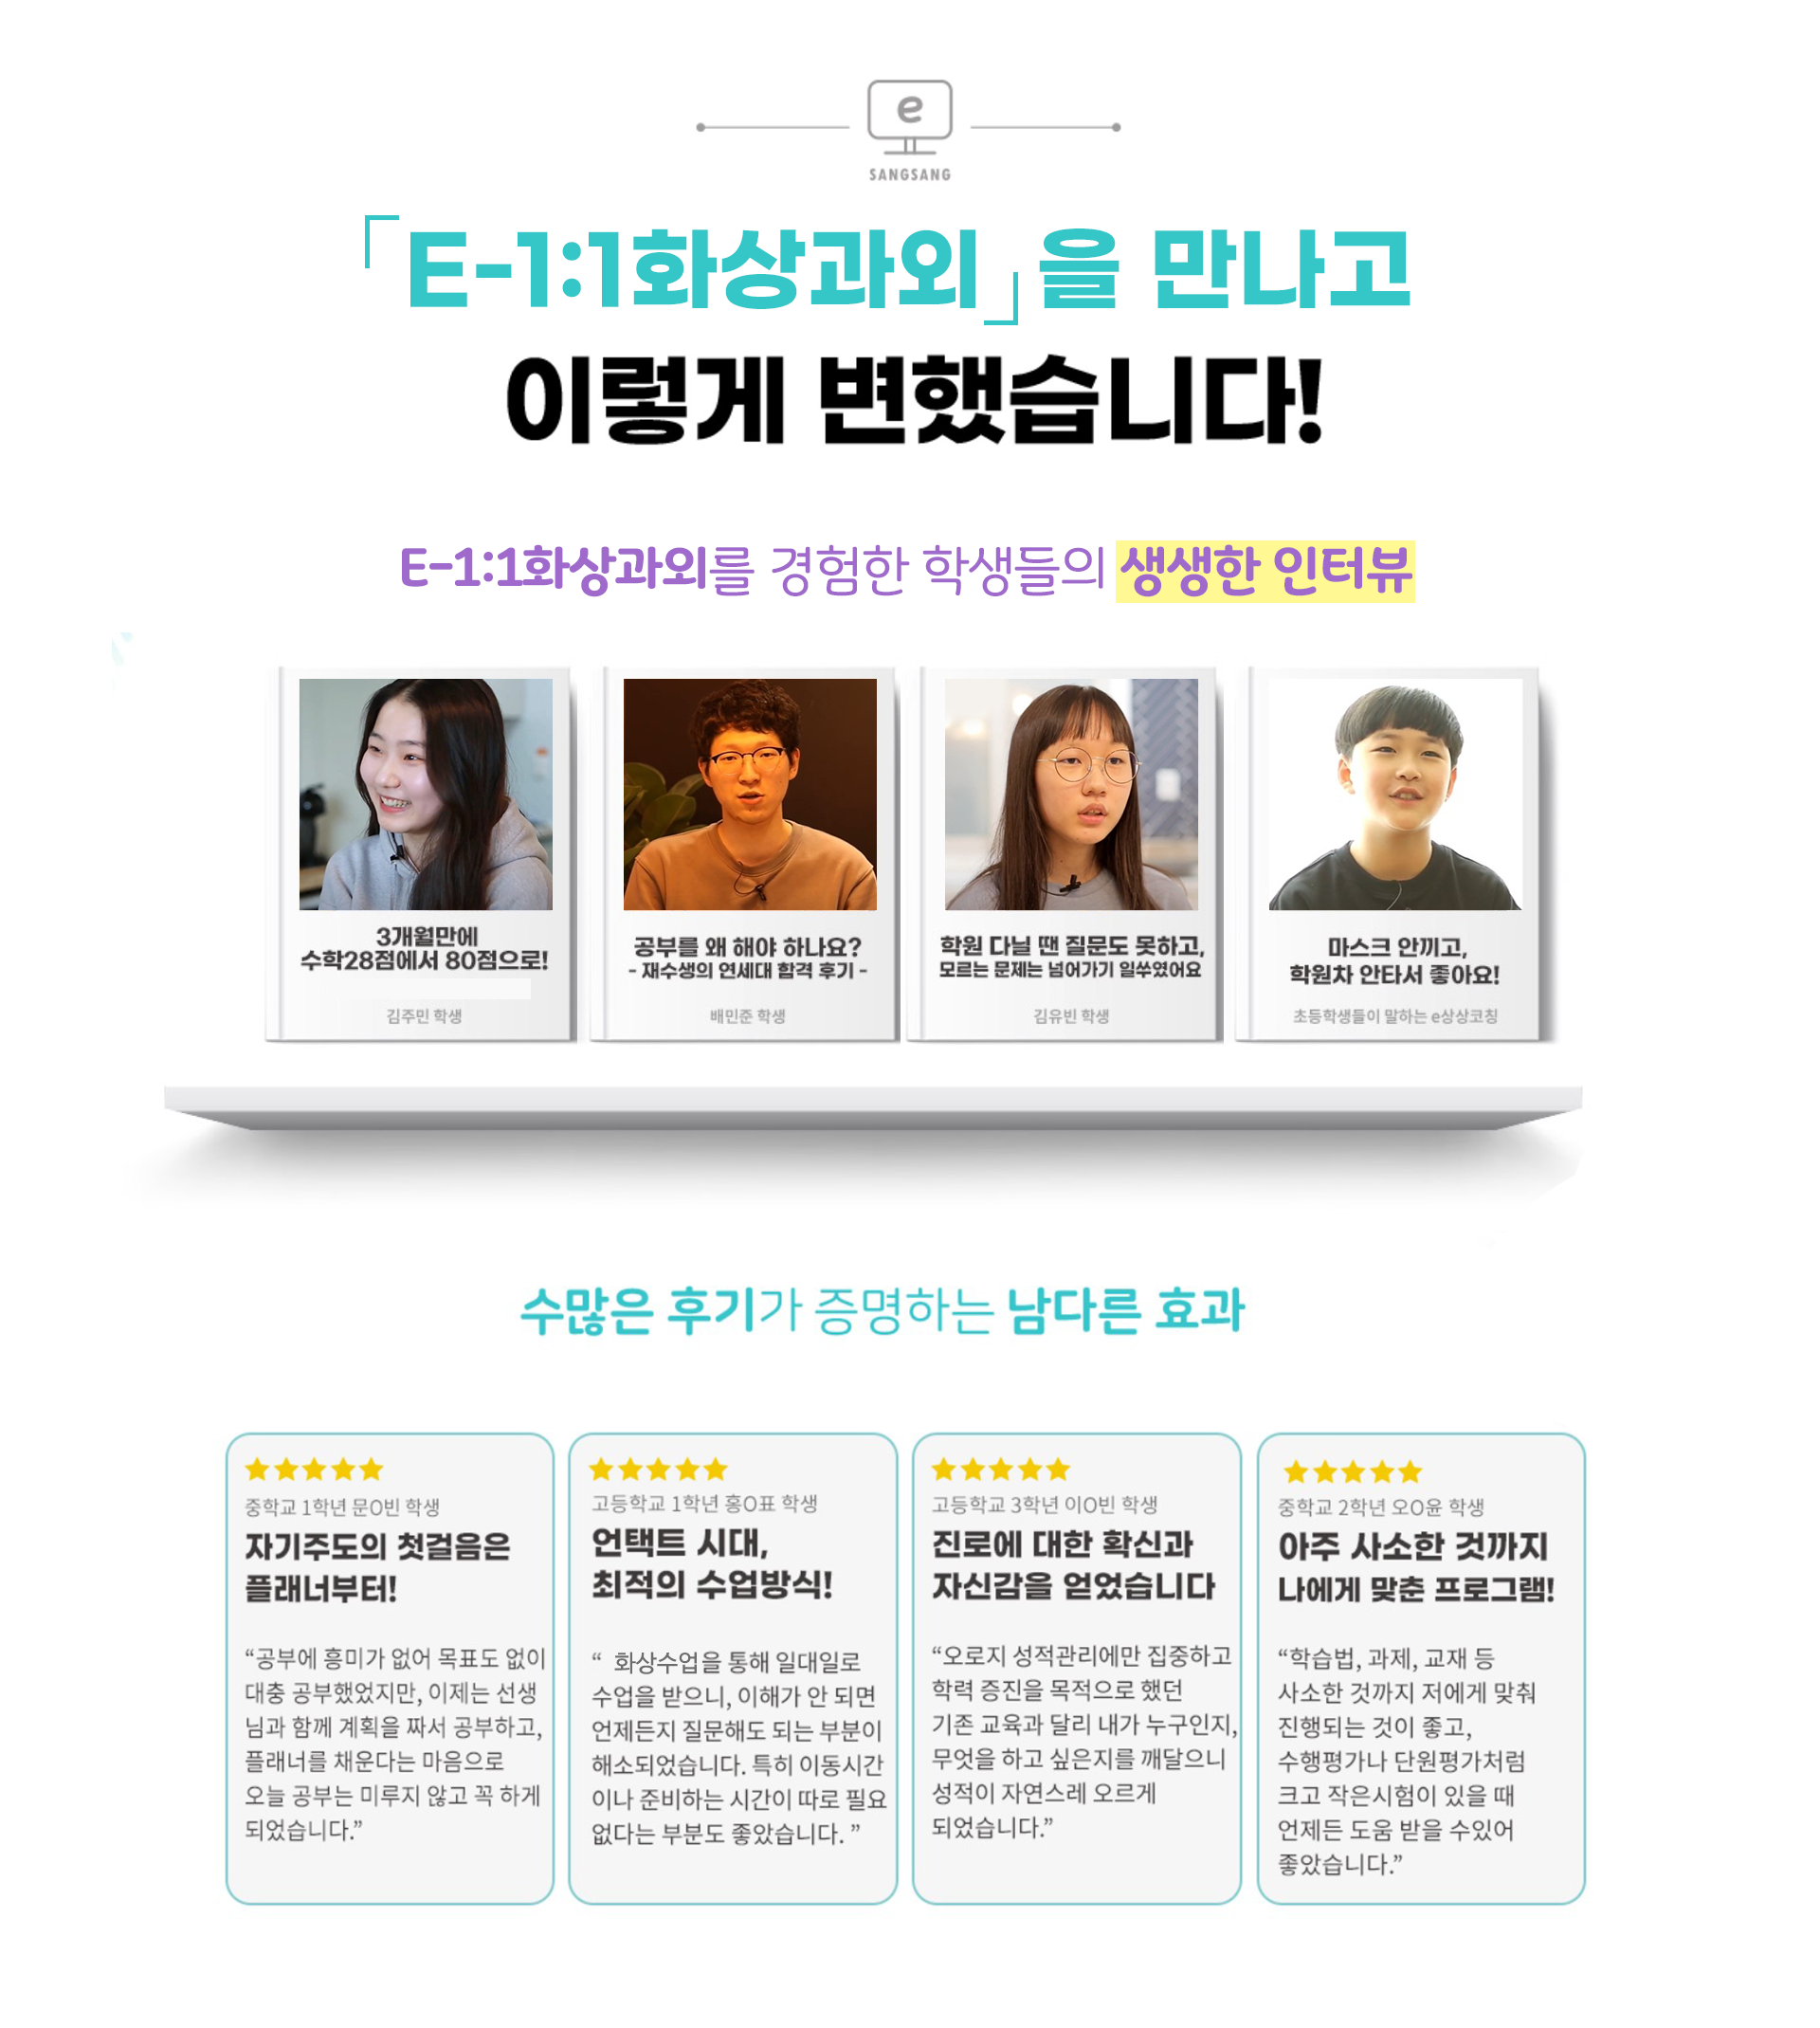 e
SANGSANG
「E-1:1화상과외」을 만나고
이렇게 변했습니다!
E-1:1화상과외를 경험한 학생들의 생생한 인터뷰
3개월만에
수학28점에서 80점으로!
김주민 학생
공부를 왜 해야 하나요?
- 재수생의 연세대 합격 후기 -
배민준 학생
학원 다닐 땐 질문도 못하고,
모르는 문제는 넘어가기 일쑤였어요
김유빈 학생
마스크 안끼고,
학원차 안타서 좋아요!
초등학생들이 말하는 e상상코칭
수많은 후기가 증명하는 남다른 효과
중학교 1학년 문O빈 학생
자기주도의 첫걸음은
플래너부터!
“공부에 흥미가 없어 목표도 없이
대충 공부했었지만, 이제는 선생
님과 함께 계획을 짜서 공부하고,
플래너를 채운다는 마음으로
오늘 공부는 미루지 않고 꼭 하게
되었습니다.”
고등학교 1학년 홍O표 학생
언택트 시대,
최적의 수업방식!
“ 화상수업을 통해 일대일로
수업을 받으니, 이해가 안 되면
언제든지 질문해도 되는 부분이
해소되었습니다. 특히 이동시간
이나 준비하는 시간이 따로 필요
없다는 부분도 좋았습니다. ”
고등학교 3학년 이O빈 학생
진로에 대한 확신과
자신감을 얻었습니다
“오로지 성적관리에만 집중하고
학력 증진을 목적으로 했던
기존 교육과 달리 내가 누구인지,
무엇을 하고 싶은지를 깨달으니
성적이 자연스레 오르게
되었습니다.”
중학교 2학년 오O윤 학생
아주 사소한 것까지
나에게 맞춘 프로그램!
“학습법, 과제, 교재 등
사소한 것까지 저에게 맞춰
진행되는 것이 좋고,
수행평가나 단원평가처럼
크고 작은시험이 있을 때
언제든 도움 받을 수있어
좋았습니다.”